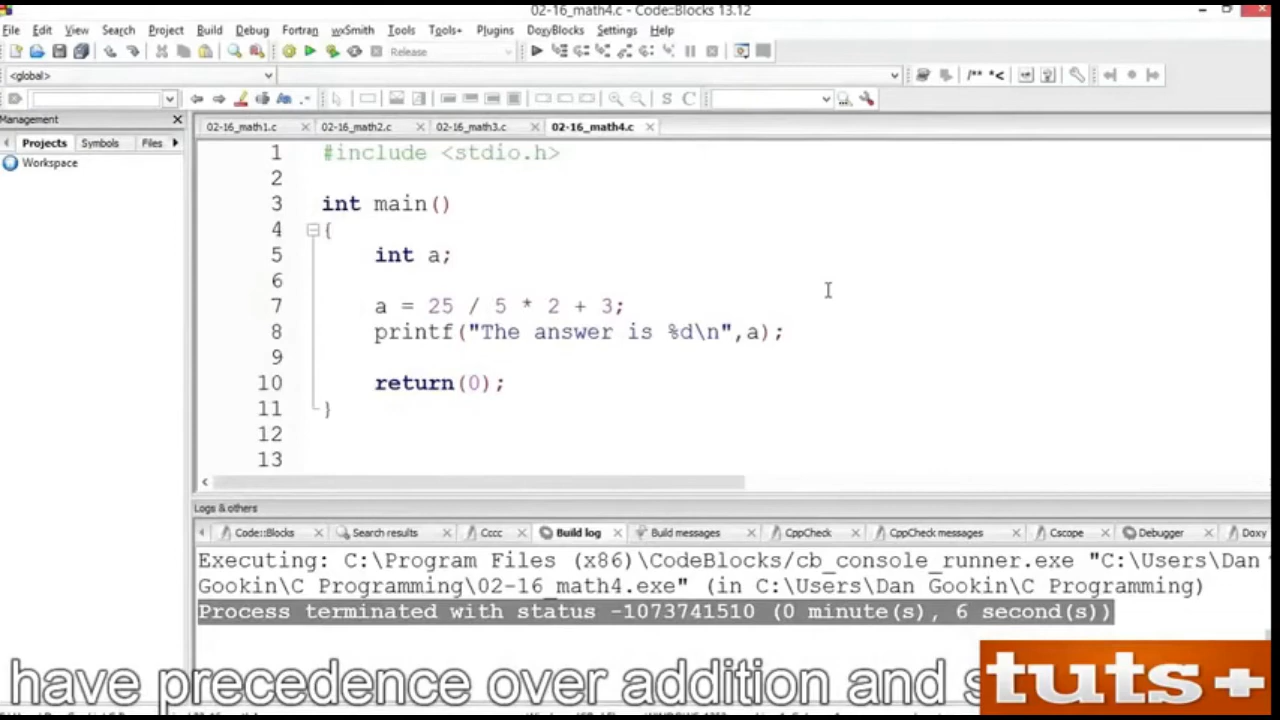 02-16_math4.c - Code::Blocks 13.12
File Edit View Search Project Build Debug Fortran wxSmith Tools Tools+ Plugins DoxyBlocks Settings Help
Release
<global>
/** *<
S C
Management
02-16_math1.c 02-16_math2.c 02-16_math3.c 02-16_math4.c
Projects Symbols Files
Workspace
1 #include <stdio.h>
2
3 int main()
4 {
5 int a;
6
7 a = 25 / 5 * 2 + 3;
8 printf("The answer is %d\n",a);
9
10 return(0);
11 }
12
13
Logs & others
Code::Blocks Search results Cccc Build log Build messages CppCheck CppCheck messages Cscope Debugger Doxy
Executing: C:\Program Files (x86)\CodeBlocks/cb_console_runner.exe "C:\Users\Dan
Gookin\C Programming\02-16_math4.exe" (in C:\Users\Dan Gookin\C Programming)
Process terminated with status -1073741510 (0 minute(s), 6 second(s))
have precedence over addition and s
tuts+